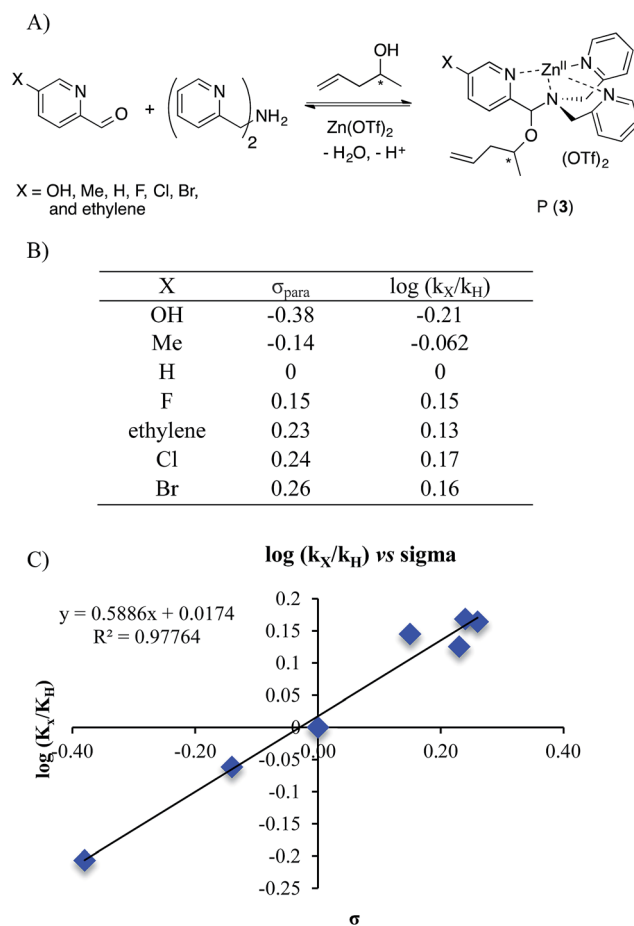 A)
OH
X
N
O
+
N
2
NH₂
*
Zn(OTf)₂
- H₂O, - H⁺
X
N
Zn^II
N
N
N
O
*
(OTf)₂
P (3)
X = OH, Me, H, F, Cl, Br,
and ethylene
B)
X σpara log (kX/kH)
OH -0.38 -0.21
Me -0.14 -0.062
H 0 0
F 0.15 0.15
ethylene 0.23 0.13
Cl 0.24 0.17
Br 0.26 0.16
C)
log (kX/kH) vs sigma
y = 0.5886x + 0.0174
R² = 0.97764
log (Kx/KH)
0.2
0.15
0.1
0.05
0
-0.05
-0.1
-0.15
-0.2
-0.25
-0.40 -0.20 0.00 0.20 0.40
σ